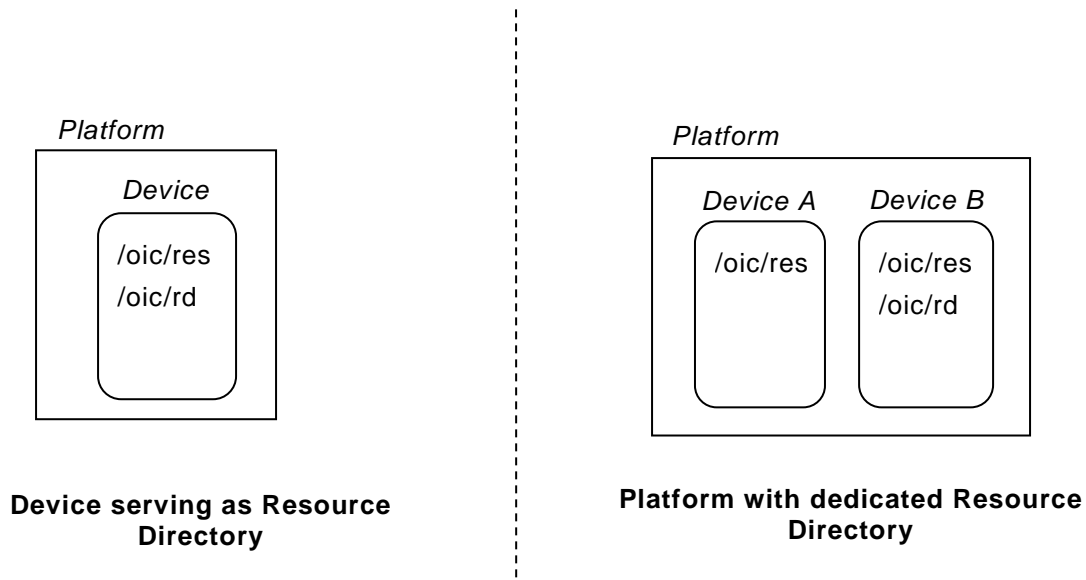 Platform
Device
/oic/res
/oic/rd
Device serving as Resource
Directory
Platform
Device A
/oic/res
Device B
/oic/res
/oic/rd
Platform with dedicated Resource
Directory